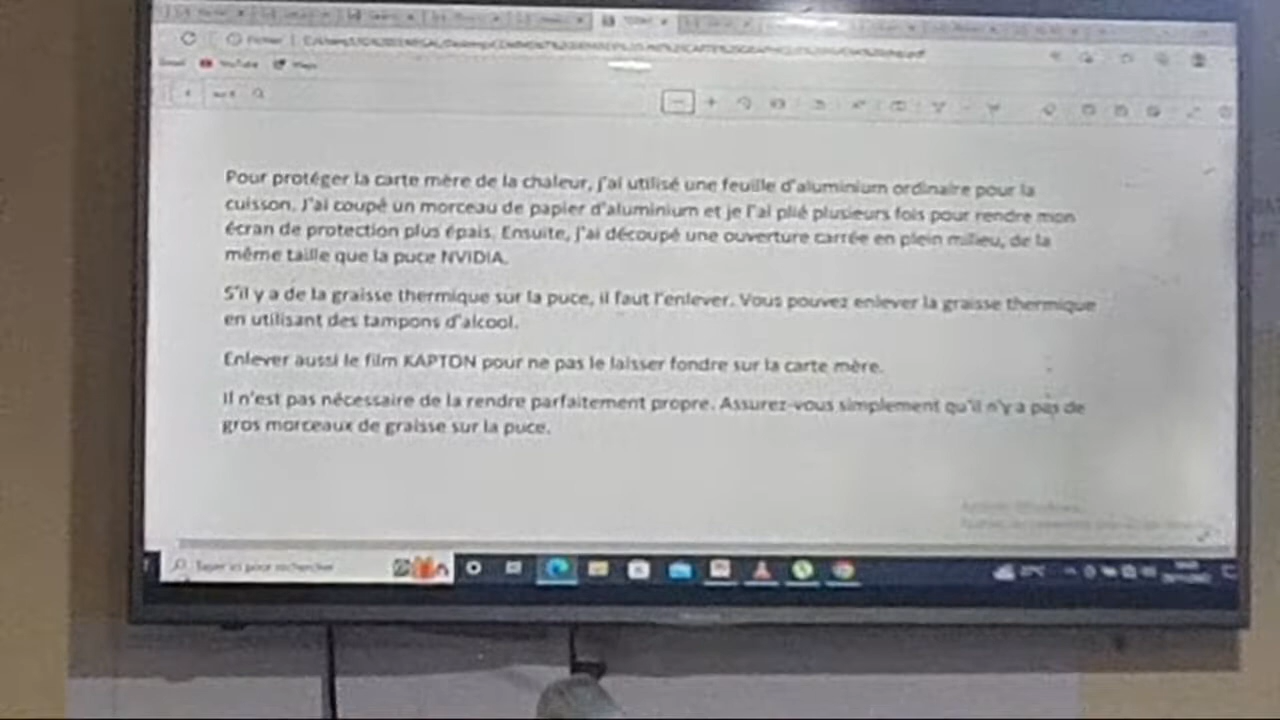 YouTube
Maps
Pour protéger la carte mère de la chaleur, j'ai utilisé une feuille d'aluminium ordinaire pour la
cuisson. J'ai coupé un morceau de papier d'aluminium et je l'ai plié plusieurs fois pour rendre mon
écran de protection plus épais. Ensuite, j'ai découpé une ouverture carrée en plein milieu, de la
même taille que la puce NVIDIA.
S'il y a de la graisse thermique sur la puce, il faut l'enlever. Vous pouvez enlever la graisse thermique
en utilisant des tampons d'alcool.
Enlever aussi le film KAPTON pour ne pas le laisser fondre sur la carte mère.
Il n'est pas nécessaire de la rendre parfaitement propre. Assurez-vous simplement qu'il n'y a pas de
gros morceaux de graisse sur la puce.
Taper ici pour rechercher